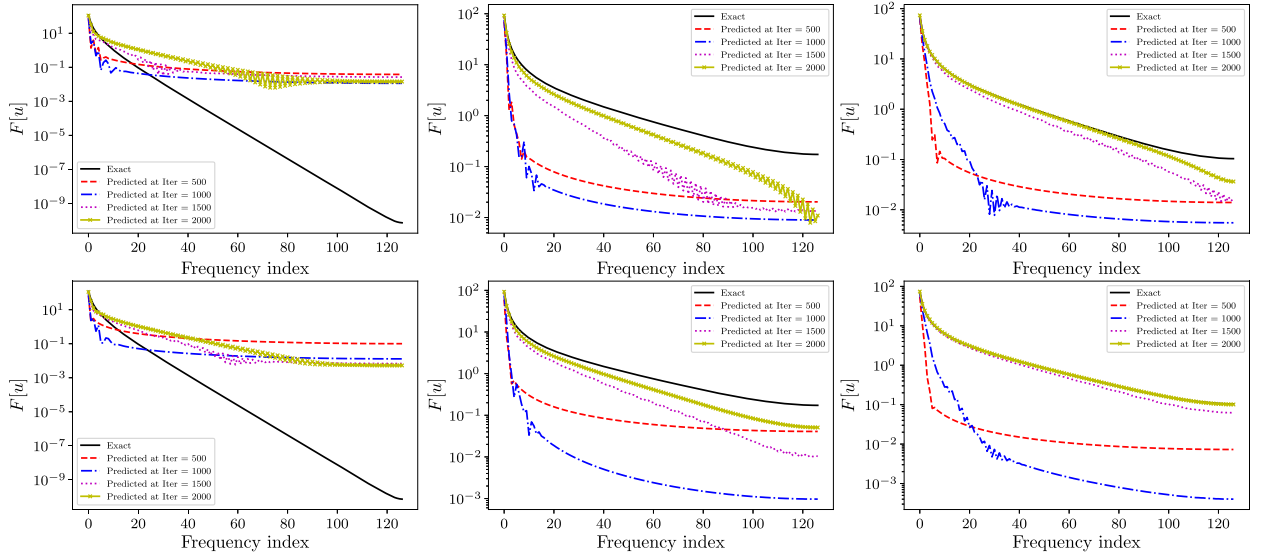 10^1
10^-1
10^-3
10^-5
10^-7
10^-9
F[u]
Exact
Predicted at Iter = 500
Predicted at Iter = 1000
Predicted at Iter = 1500
Predicted at Iter = 2000
0 20 40 60 80 100 120
Frequency index
10^2
10^1
10^0
10^-1
10^-2
F[u]
Exact
Predicted at Iter = 500
Predicted at Iter = 1000
Predicted at Iter = 1500
Predicted at Iter = 2000
0 20 40 60 80 100 120
Frequency index
10^2
10^1
10^0
10^-1
10^-2
F[u]
Exact
Predicted at Iter = 500
Predicted at Iter = 1000
Predicted at Iter = 1500
Predicted at Iter = 2000
0 20 40 60 80 100 120
Frequency index
10^1
10^-1
10^-3
10^-5
10^-7
10^-9
F[u]
Exact
Predicted at Iter = 500
Predicted at Iter = 1000
Predicted at Iter = 1500
Predicted at Iter = 2000
0 20 40 60 80 100 120
Frequency index
10^2
10^1
10^0
10^-1
10^-2
10^-3
F[u]
Exact
Predicted at Iter = 500
Predicted at Iter = 1000
Predicted at Iter = 1500
Predicted at Iter = 2000
0 20 40 60 80 100 120
Frequency index
10^2
10^1
10^0
10^-1
10^-2
10^-3
F[u]
Exact
Predicted at Iter = 500
Predicted at Iter = 1000
Predicted at Iter = 1500
Predicted at Iter = 2000
0 20 40 60 80 100 120
Frequency index